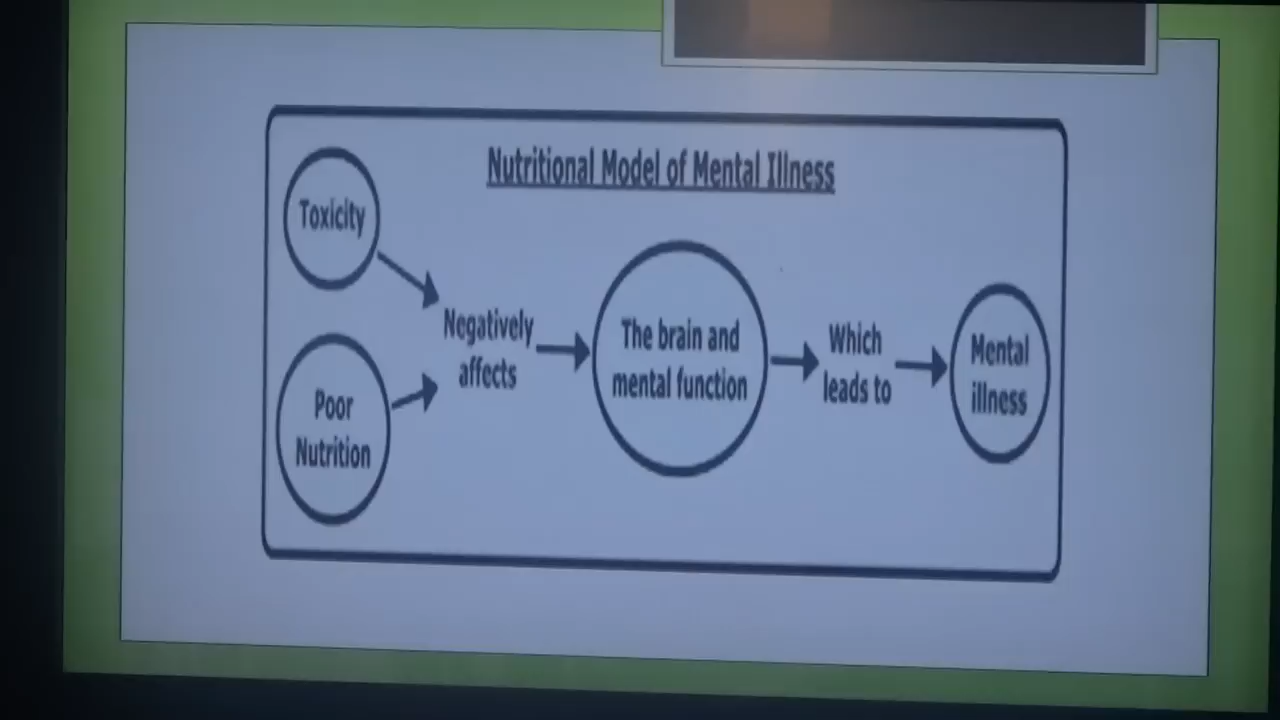 Nutritional Model of Mental Illness
Toxicity
Poor
Nutrition
Negatively
affects
The brain and
mental function
Which
leads to
Mental
illness